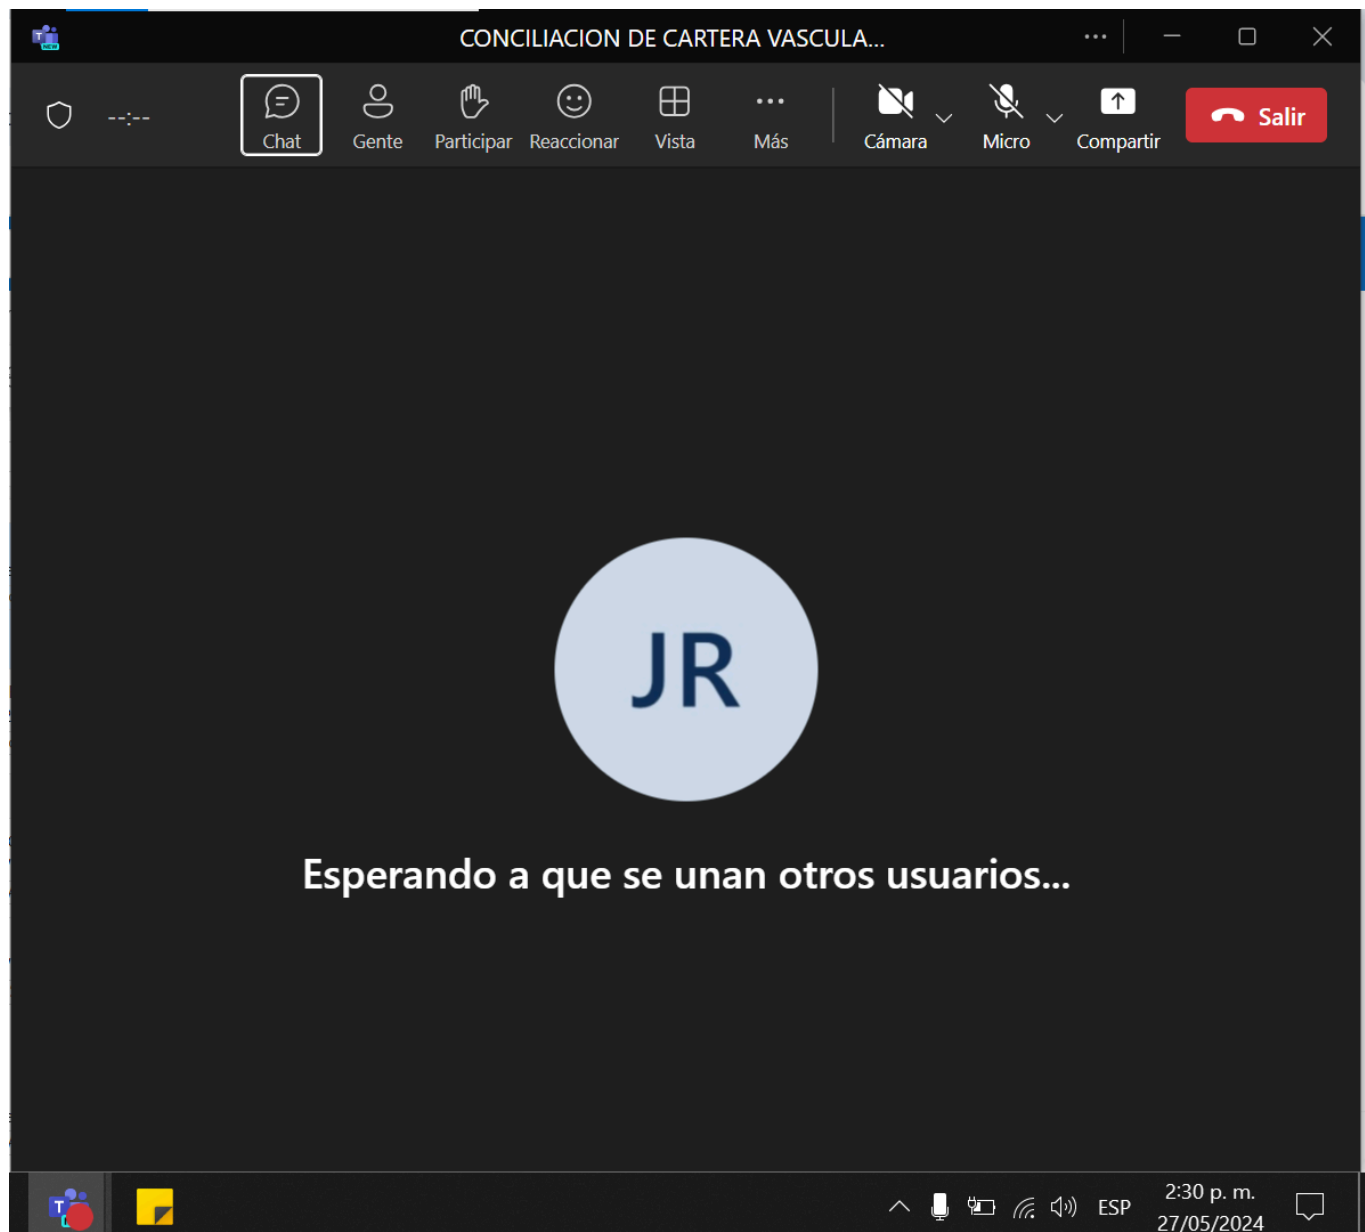 CONCILIACION DE CARTERA VASCULA...
--:--
Chat
Gente
Participar
Reaccionar
Vista
Más
Cámara
Micro
Compartir
Salir
JR
Esperando a que se unan otros usuarios...
ESP
2:30 p. m.
27/05/2024